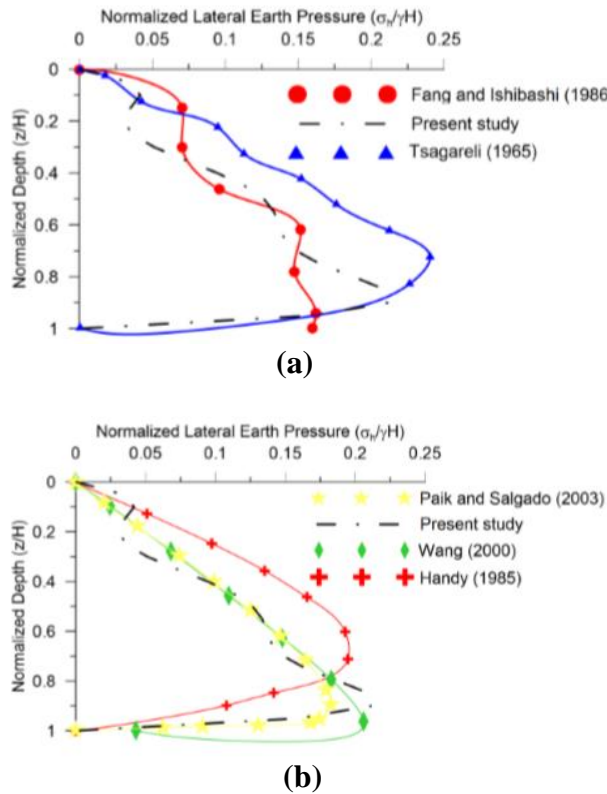 Normalized Lateral Earth Pressure (σh/γH)
0 0.05 0.1 0.15 0.2 0.25
0
0.2
0.4
0.6
0.8
1
Normalized Depth (z/H)
Fang and Ishibashi (1986
Present study
Tsagareli (1965)
(a)
Normalized Lateral Earth Pressure (σh/γH)
0 0.05 0.1 0.15 0.2 0.25
0
0.2
0.4
0.6
0.8
1
Normalized Depth (z/H)
Paik and Salgado (2003)
Present study
Wang (2000)
Handy (1985)
(b)